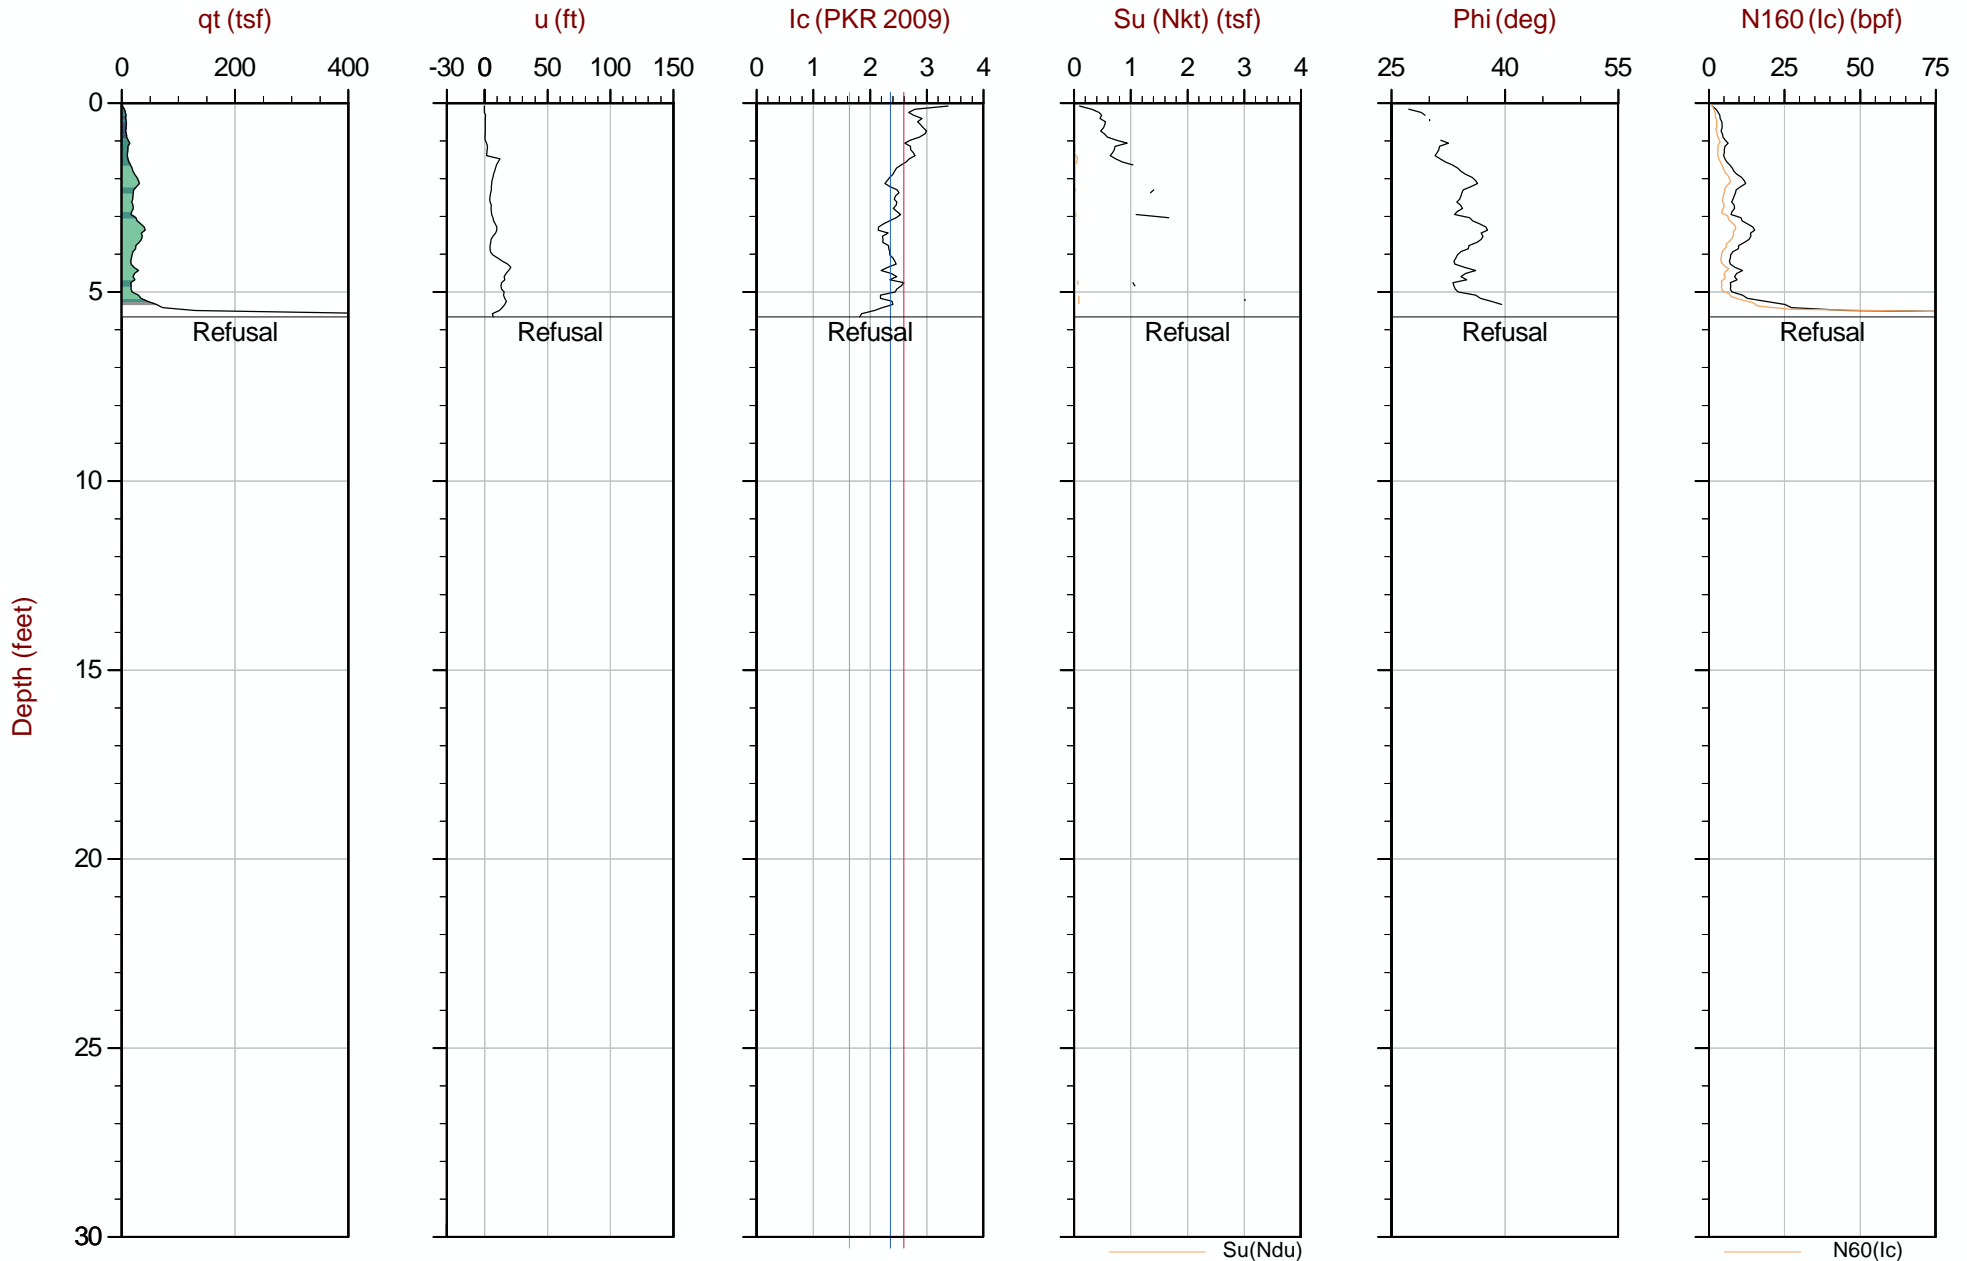 qt (tsf) u (ft) Ic (PKR 2009) Su (Nkt) (tsf) Phi (deg) N160 (Ic) (bpf)
0 200 400 -30 0 50 100 150 0 1 2 3 4 0 1 2 3 4 25 40 55 0 25 50 75
0
5
Refusal Refusal Refusal Refusal Refusal Refusal
10
15
Depth (feet)
20
25
30
Su(Ndu) N60(Ic)